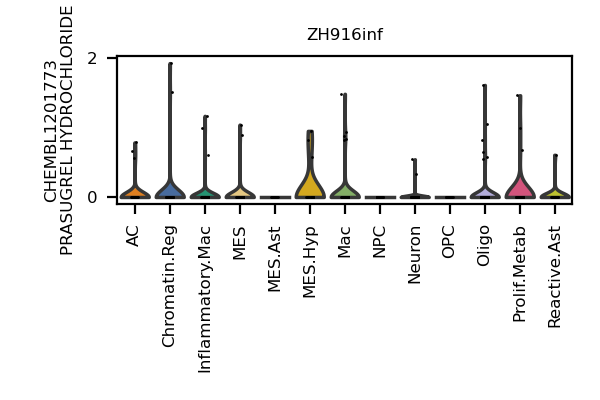 ZH916inf
CHEMBL1201773
PRASUGREL HYDROCHLORIDE
2
0
AC
Chromatin.Reg
Inflammatory.Mac
MES
MES.Ast
MES.Hyp
Mac
NPC
Neuron
OPC
Oligo
Prolif.Metab
Reactive.Ast